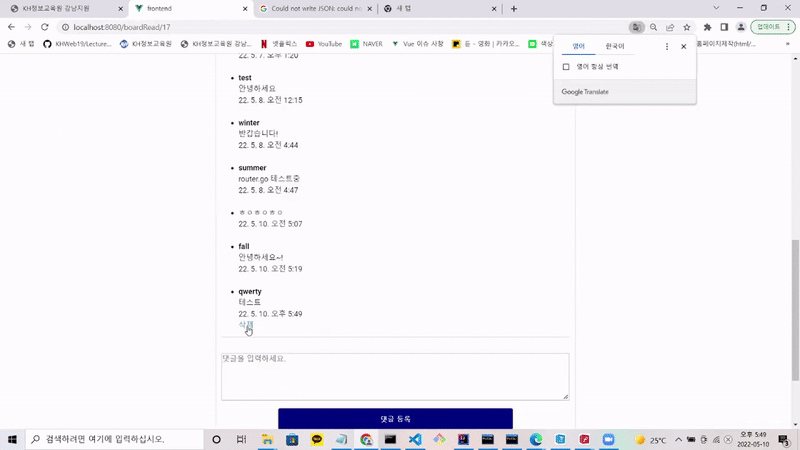 KH정보교육원 강남지원
frontend
Could not write JSON: could no
새 탭
localhost:8080/boardRead/17
업데이트
새 탭
KHWeb19/Lecture...
KH정보교육원
KH정보교육원 강남...
넷플릭스
YouTube
NAVER
Vue 이슈 사항
둔 - 영화 | 카카오...
색상
홈페이지제작(html/...
영어
한국어
영어 항상 번역
Google Translate
22. 5. 7. 오후 1:20
test
안녕하세요
22. 5. 8. 오전 12:15
winter
반갑습니다!
22. 5. 8. 오전 4:44
summer
router.go 테스트중
22. 5. 8. 오전 4:47
ㅎㅇㅎㅇㅎㅇ
22. 5. 10. 오전 5:07
fall
안녕하세요~!
22. 5. 10. 오전 5:19
qwerty
테스트
22. 5. 10. 오후 5:49
삭제
댓글을 입력하세요.
댓글 등록
검색하려면 여기에 입력하십시오.
25°C
오후 5:49
2022-05-10